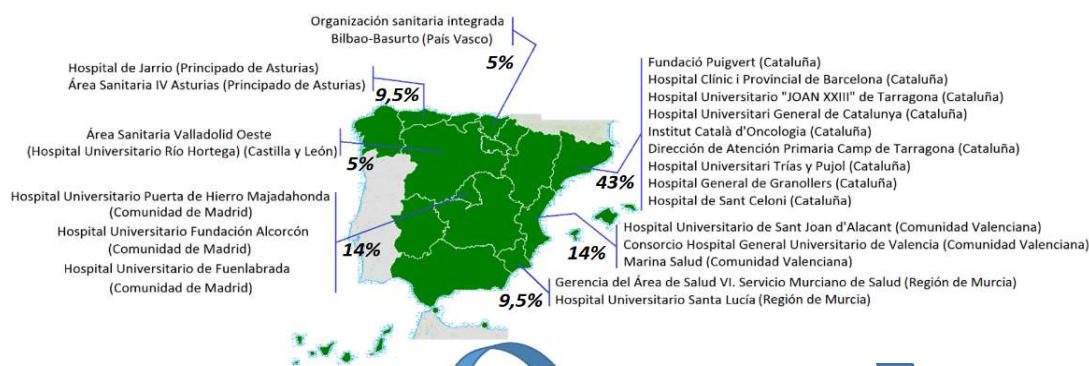 Organización sanitaria integrada
Bilbao-Basurto (País Vasco)
5%
Hospital de Jarrio (Principado de Asturias)
Área Sanitaria IV Asturias (Principado de Asturias)
9,5%
Área Sanitaria Valladolid Oeste
(Hospital Universitario Río Hortega) (Castilla y León)
5%
Hospital Universitario Puerta de Hierro Majadahonda
(Comunidad de Madrid)
Hospital Universitario Fundación Alcorcón
(Comunidad de Madrid)
Hospital Universitario de Fuenlabrada
(Comunidad de Madrid)
14%
Fundació Puigvert (Cataluña)
Hospital Clínic i Provincial de Barcelona (Cataluña)
Hospital Universitario "JOAN XXIII" de Tarragona (Cataluña)
Hospital Universitari General de Catalunya (Cataluña)
Institut Català d'Oncologia (Cataluña)
Dirección de Atención Primaria Camp de Tarragona (Cataluña)
Hospital Universitari Trías y Pujol (Cataluña)
Hospital General de Granollers (Cataluña)
Hospital de Sant Celoni (Cataluña)
43%
Hospital Universitario de Sant Joan d'Alacant (Comunidad Valenciana)
Consorcio Hospital General Universitario de Valencia (Comunidad Valenciana)
Marina Salud (Comunidad Valenciana)
14%
Gerencia del Área de Salud VI. Servicio Murciano de Salud (Región de Murcia)
Hospital Universitario Santa Lucía (Región de Murcia)
9,5%